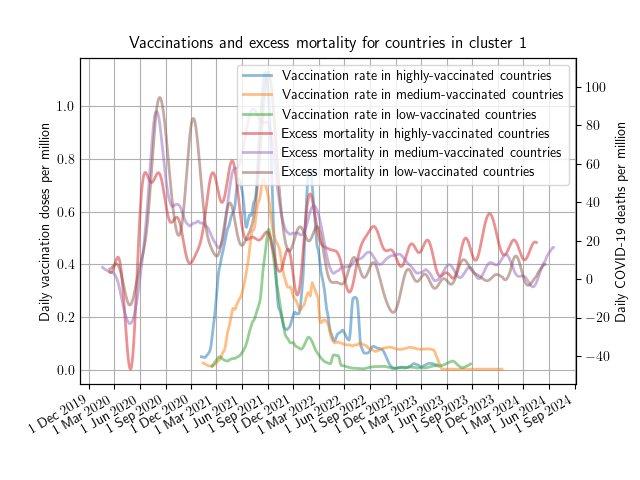 Vaccinations and excess mortality for countries in cluster 1
Vaccination rate in highly-vaccinated countries
Vaccination rate in medium-vaccinated countries
Vaccination rate in low-vaccinated countries
Excess mortality in highly-vaccinated countries
Excess mortality in medium-vaccinated countries
Excess mortality in low-vaccinated countries
Daily vaccination doses per million
1.0
0.8
0.6
0.4
0.2
0.0
Daily COVID-19 deaths per million
100
80
60
40
20
0
−20
−40
1 Dec 2019
1 Mar 2020
1 Jun 2020
1 Sep 2020
1 Dec 2020
1 Mar 2021
1 Jun 2021
1 Sep 2021
1 Dec 2021
1 Mar 2022
1 Jun 2022
1 Sep 2022
1 Dec 2022
1 Mar 2023
1 Jun 2023
1 Sep 2023
1 Dec 2023
1 Mar 2024
1 Jun 2024
1 Sep 2024